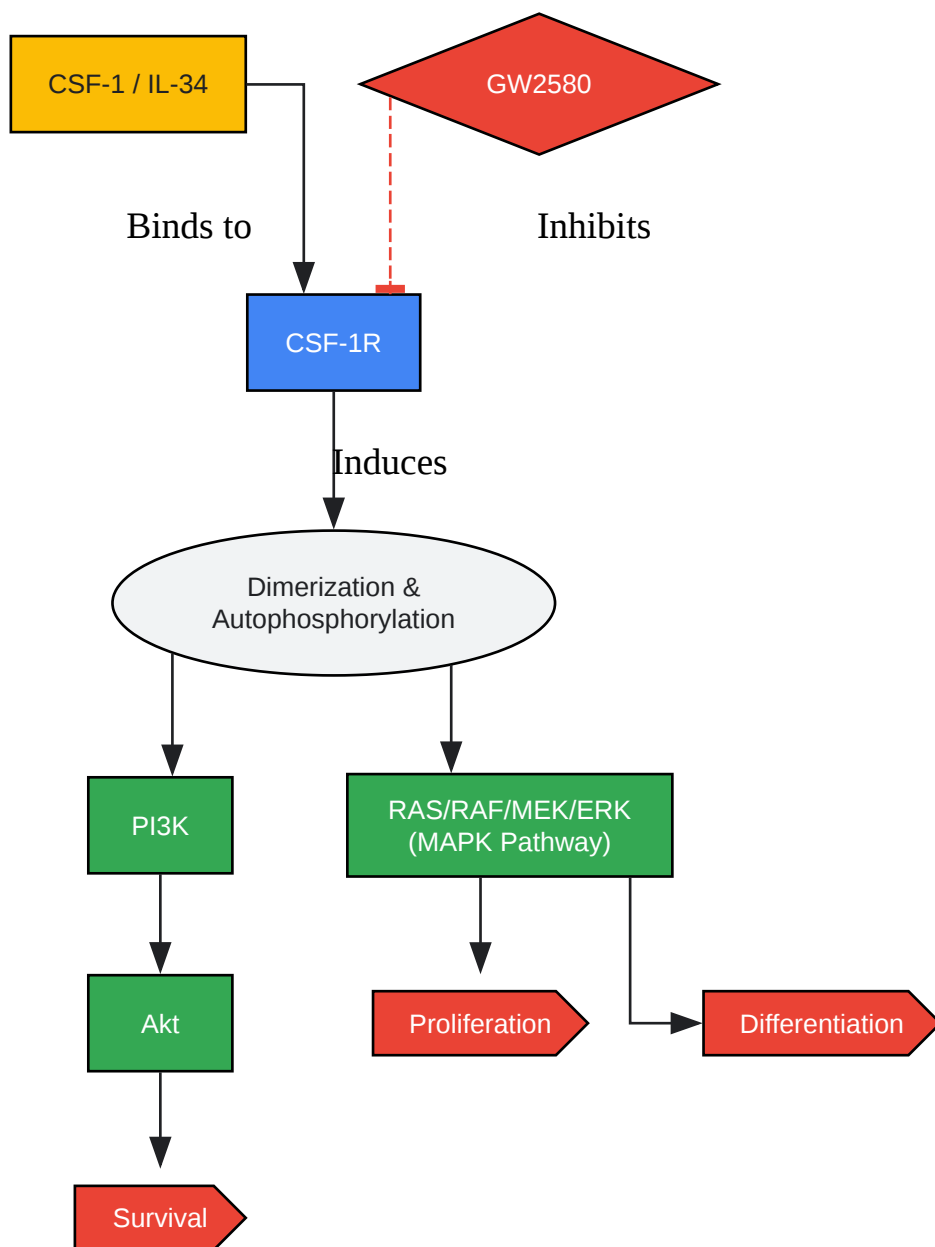 CSF-1 / IL-34
GW2580
Binds to
Inhibits
CSF-1R
Induces
Dimerization &
Autophosphorylation
PI3K
RAS/RAF/MEK/ERK
(MAPK Pathway)
Akt
Proliferation
Differentiation
Survival